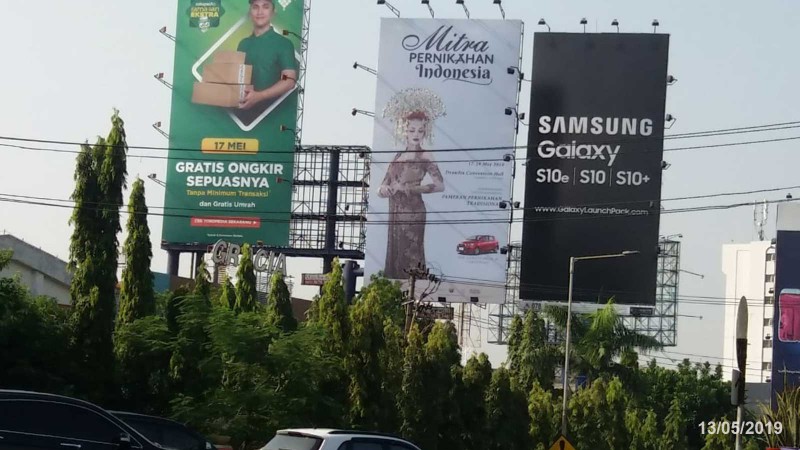 EKSTRA
17 MEI
GRATIS ONGKIR
SEPUASNYA
Tanpa Minimum Transaksi
dan Gratis Umrah
GRACIA
Mitra
PERNIKAHAN
Indonesia
SAMSUNG
Galaxy
S10e | S10 | S10+
www.GalaxyLaunchPack.com
13/05/2019